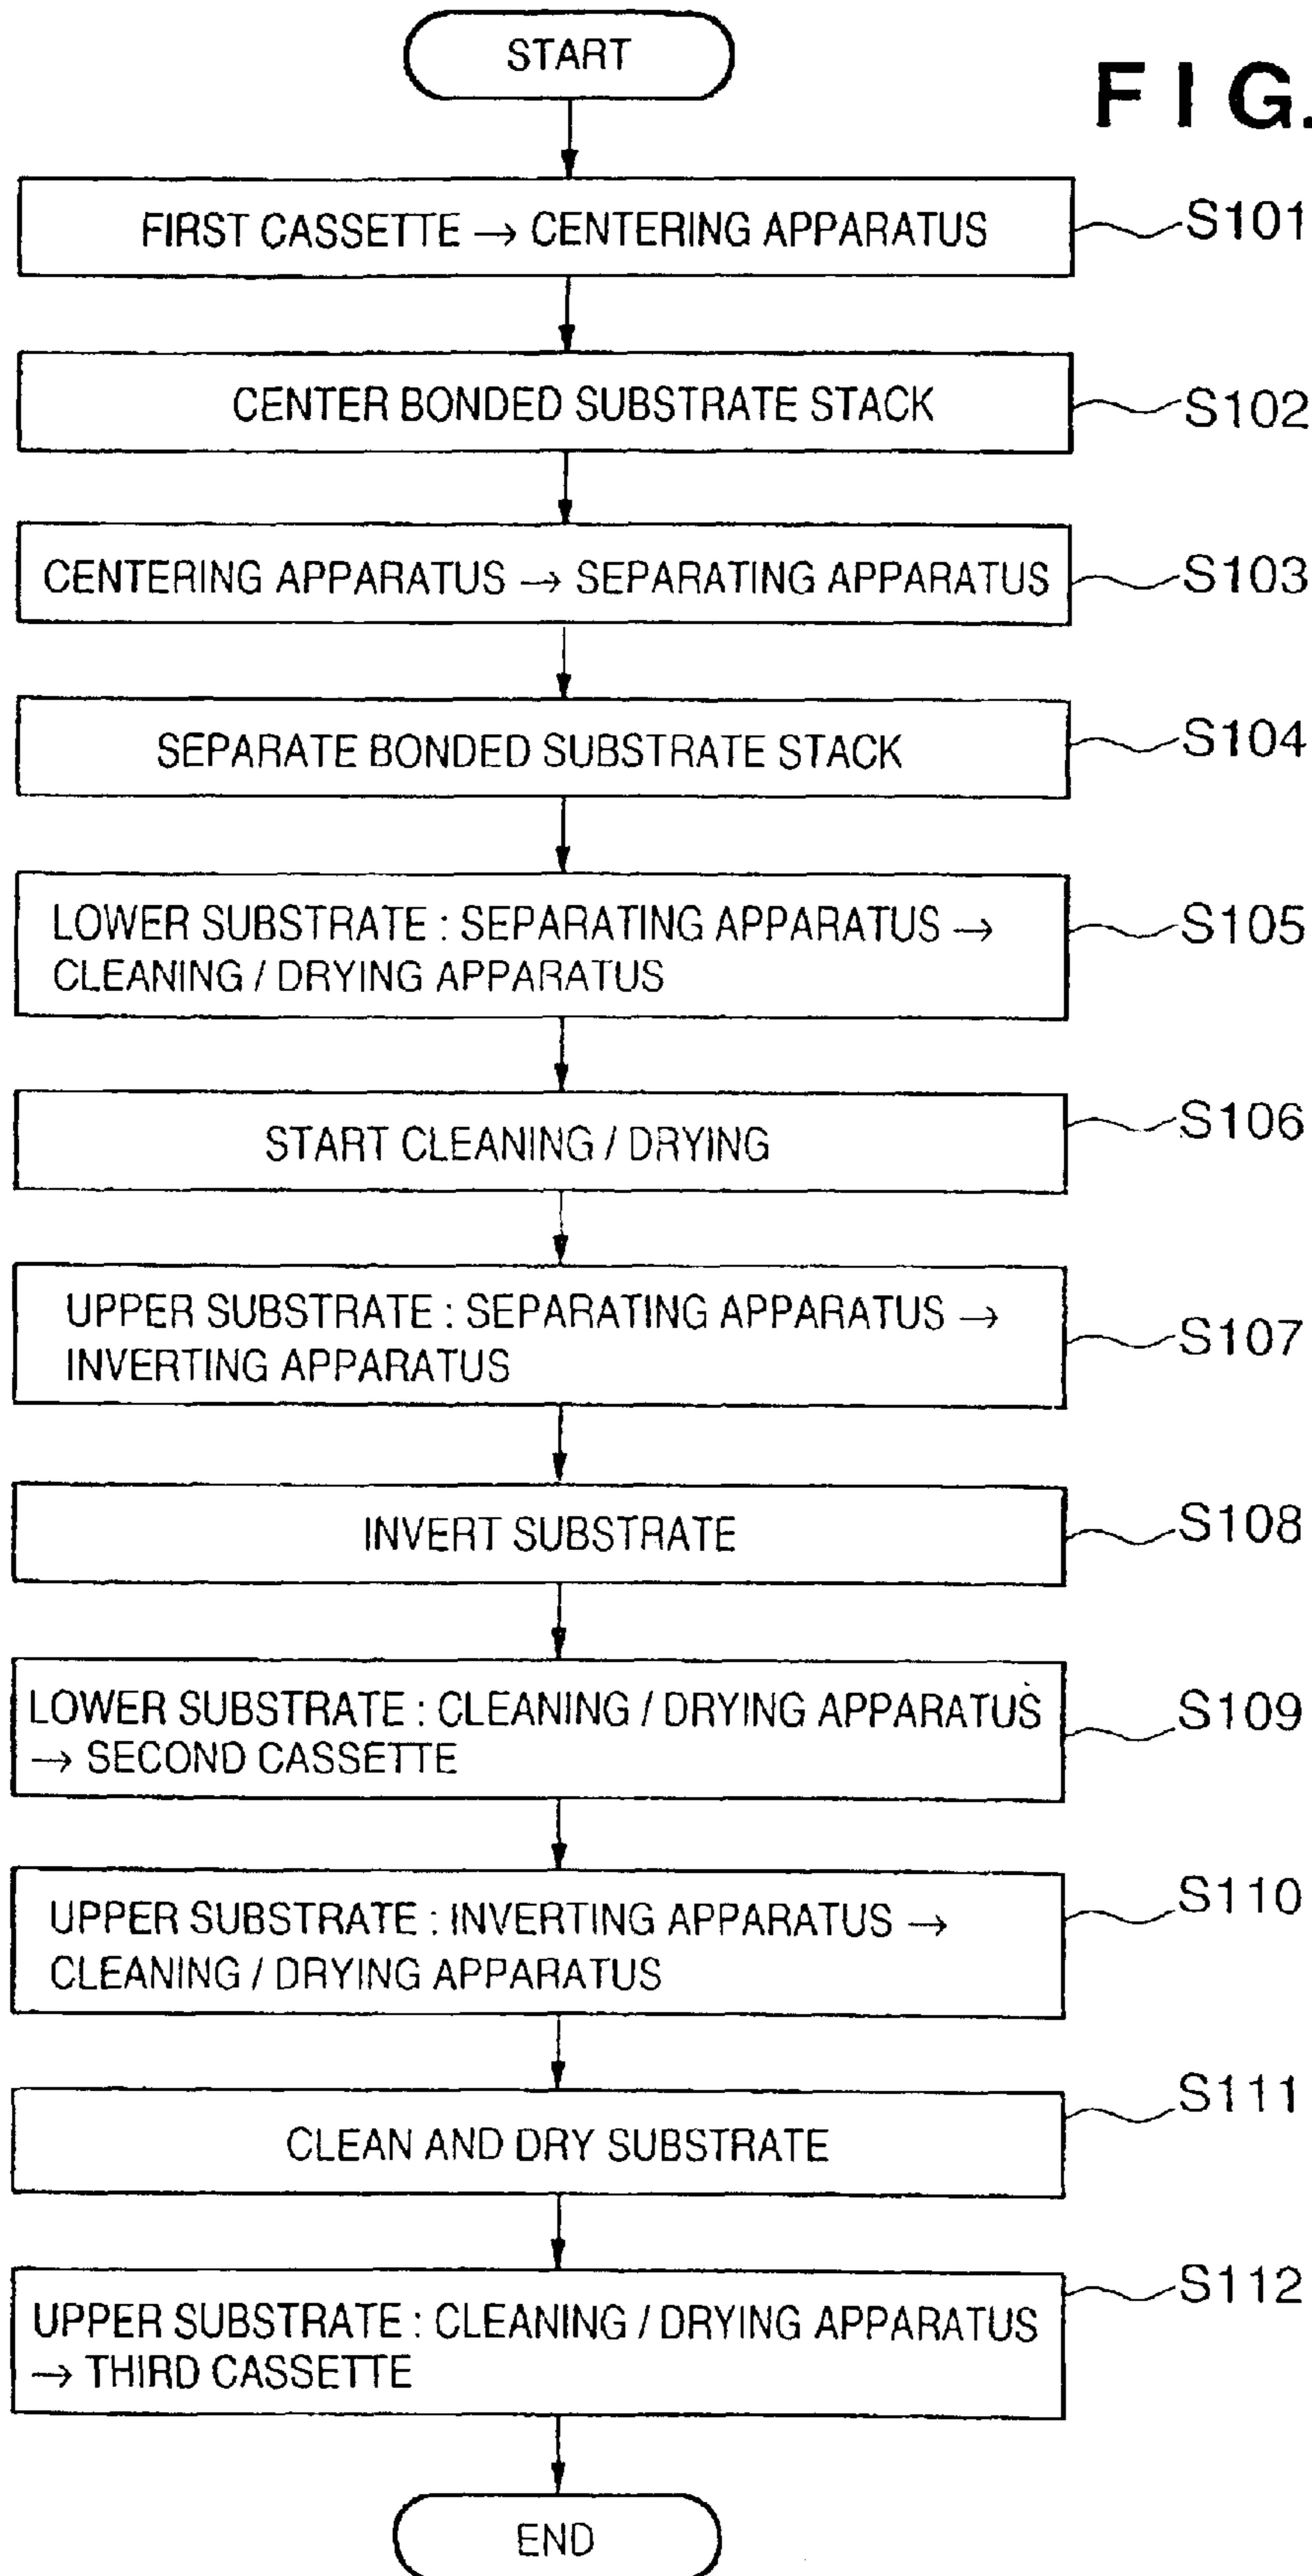 START
FIG.
FIRST CASSETTE → CENTERING APPARATUS
S101
CENTER BONDED SUBSTRATE STACK
S102
CENTERING APPARATUS → SEPARATING APPARATUS
S103
SEPARATE BONDED SUBSTRATE STACK
S104
LOWER SUBSTRATE : SEPARATING APPARATUS →
CLEANING / DRYING APPARATUS
S105
START CLEANING / DRYING
S106
UPPER SUBSTRATE : SEPARATING APPARATUS →
INVERTING APPARATUS
S107
INVERT SUBSTRATE
S108
LOWER SUBSTRATE : CLEANING / DRYING APPARATUS
→ SECOND CASSETTE
S109
UPPER SUBSTRATE : INVERTING APPARATUS →
CLEANING / DRYING APPARATUS
S110
CLEAN AND DRY SUBSTRATE
S111
UPPER SUBSTRATE : CLEANING / DRYING APPARATUS
→ THIRD CASSETTE
S112
END